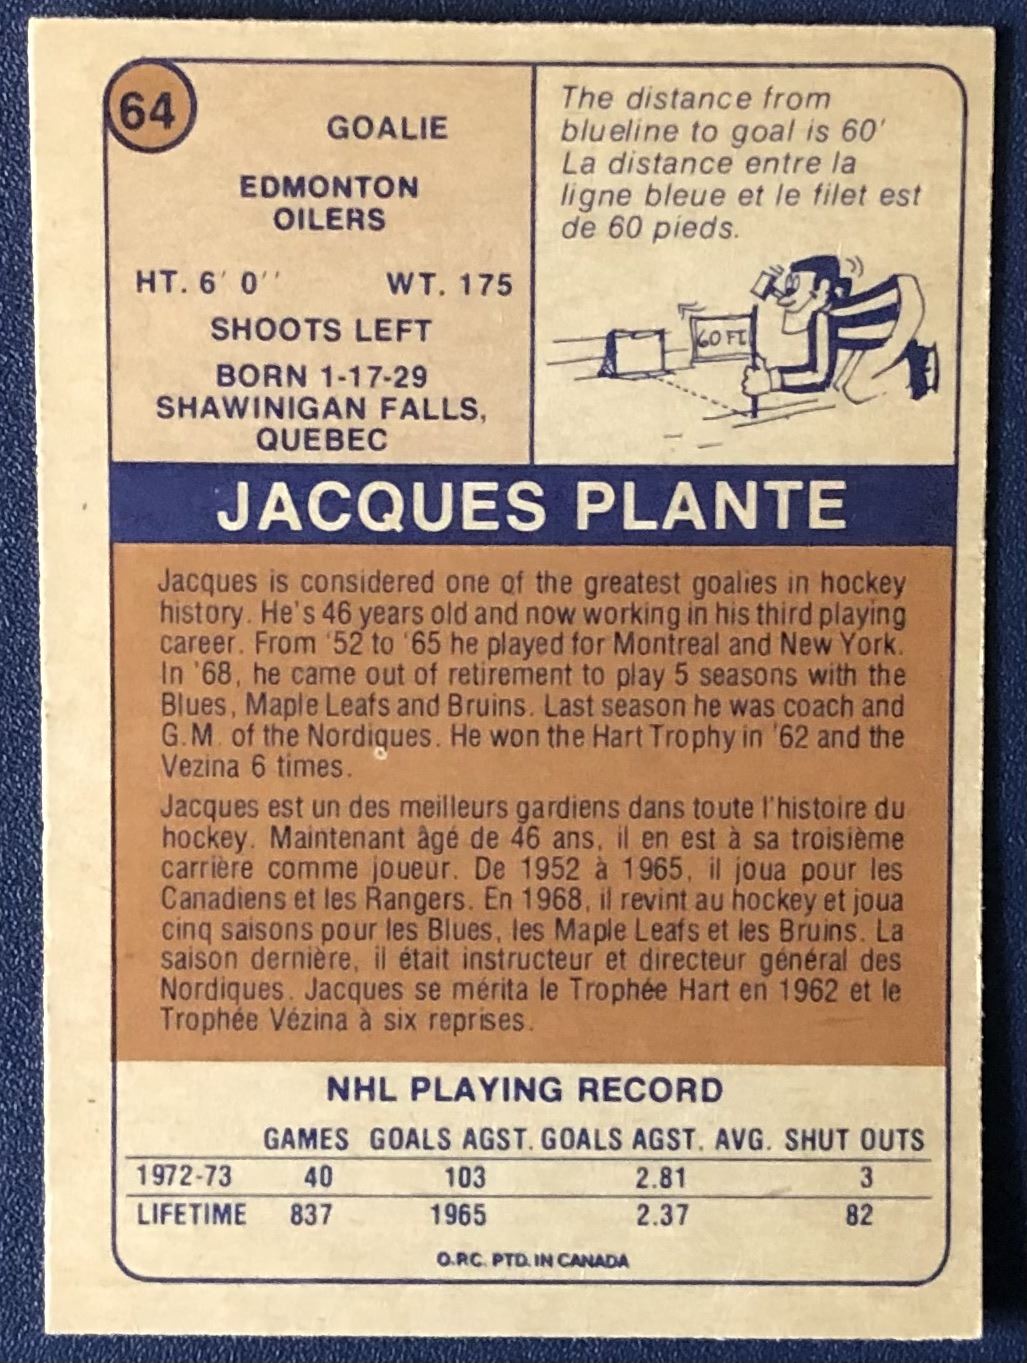 64
GOALIE
EDMONTON
OILERS
HT. 6' 0'' WT. 175
SHOOTS LEFT
BORN 1-17-29
SHAWINIGAN FALLS,
QUEBEC
The distance from
blueline to goal is 60'
La distance entre la
ligne bleue et le filet est
de 60 pieds.
60 FT.
JACQUES PLANTE
Jacques is considered one of the greatest goalies in hockey
history. He's 46 years old and now working in his third playing
career. From '52 to '65 he played for Montreal and New York.
In '68, he came out of retirement to play 5 seasons with the
Blues, Maple Leafs and Bruins. Last season he was coach and
G.M. of the Nordiques. He won the Hart Trophy in '62 and the
Vezina 6 times.
Jacques est un des meilleurs gardiens dans toute l'histoire du
hockey. Maintenant âgé de 46 ans, il en est à sa troisième
carrière comme joueur. De 1952 à 1965, il joua pour les
Canadiens et les Rangers. En 1968, il revint au hockey et joua
cinq saisons pour les Blues, les Maple Leafs et les Bruins. La
saison dernière, il était instructeur et directeur général des
Nordiques. Jacques se mérita le Trophée Hart en 1962 et le
Trophée Vézina à six reprises.
NHL PLAYING RECORD
GAMES GOALS AGST. GOALS AGST. AVG. SHUT OUTS
1972-73 40 103 2.81 3
LIFETIME 837 1965 2.37 82
O.P.C. PTD. IN CANADA